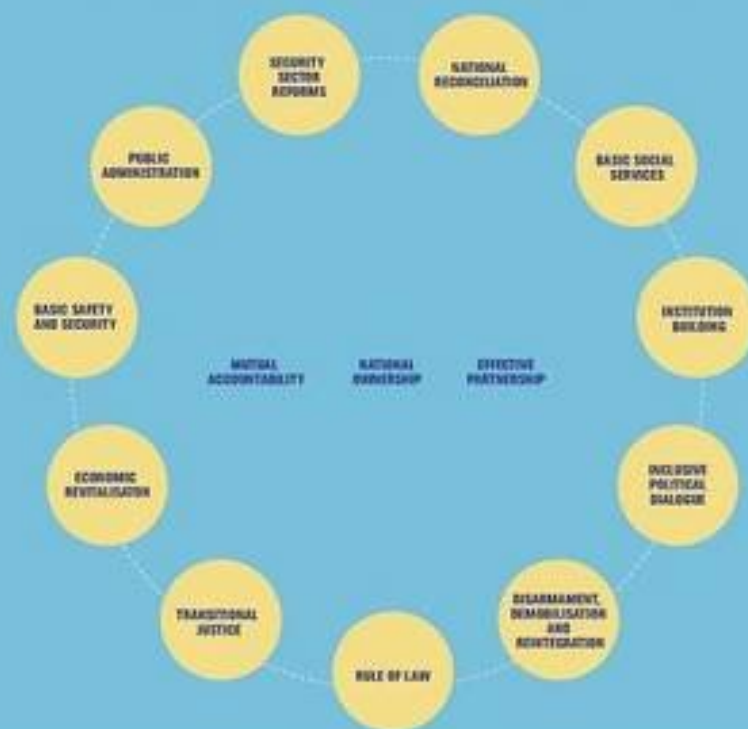 SECURITY
SECTOR
REFORMS
NATIONAL
RECONCILIATION
BASIC SOCIAL
SERVICES
INSTITUTION
BUILDING
INCLUSIVE
POLITICAL
DIALOGUE
DISARMAMENT,
DEMOBILISATION
AND
REINTEGRATION
RULE OF LAW
TRANSITIONAL
JUSTICE
ECONOMIC
REVITALISATON
BASIC SAFETY
AND SECURITY
PUBLIC
ADMINISTRATION
MUTUAL
ACCOUNTABILITY
NATIONAL
OWNERSHIP
EFFECTIVE
PARTNERSHIP